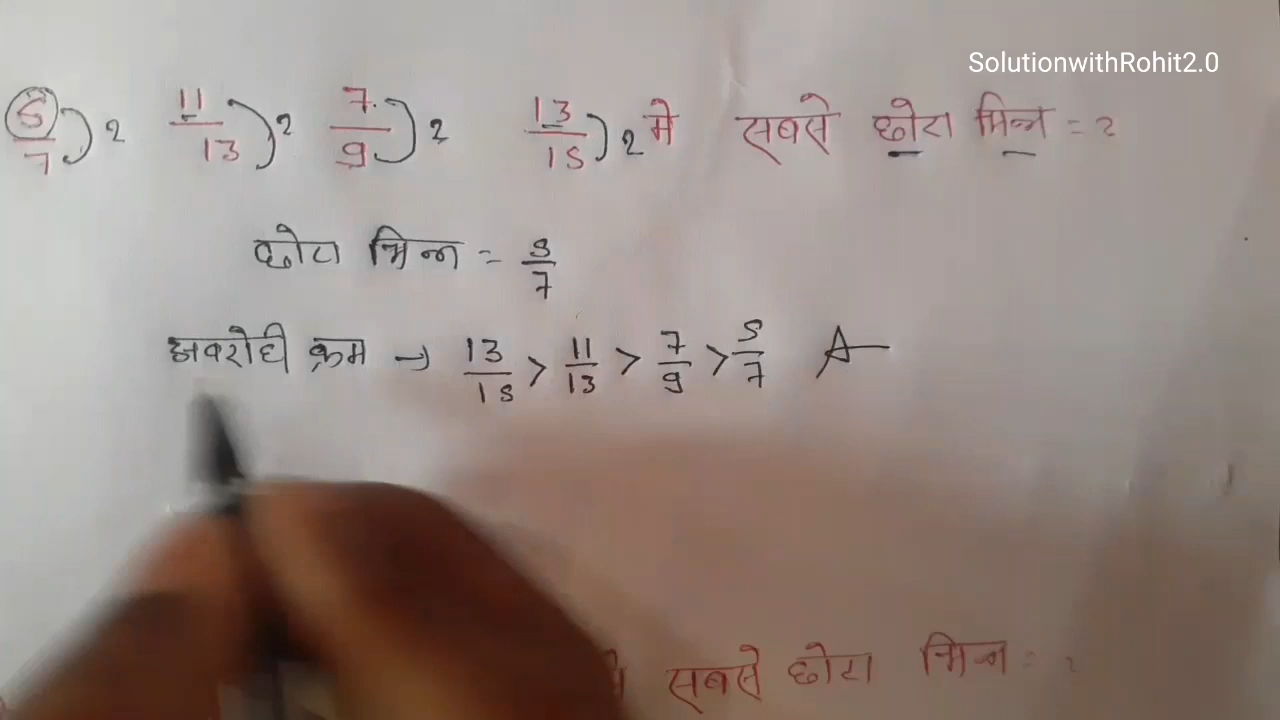 SolutionwithRohit2.0
5/7)2 11/13)2 7/9)2 13/15)2 मे सबसे छोटा भिन्न = ?
छोटा भिन्न = 5/7
अवरोही क्रम → 13/15 > 11/13 > 7/9 > 5/7 A
सबसे छोटा भिन्न = ?